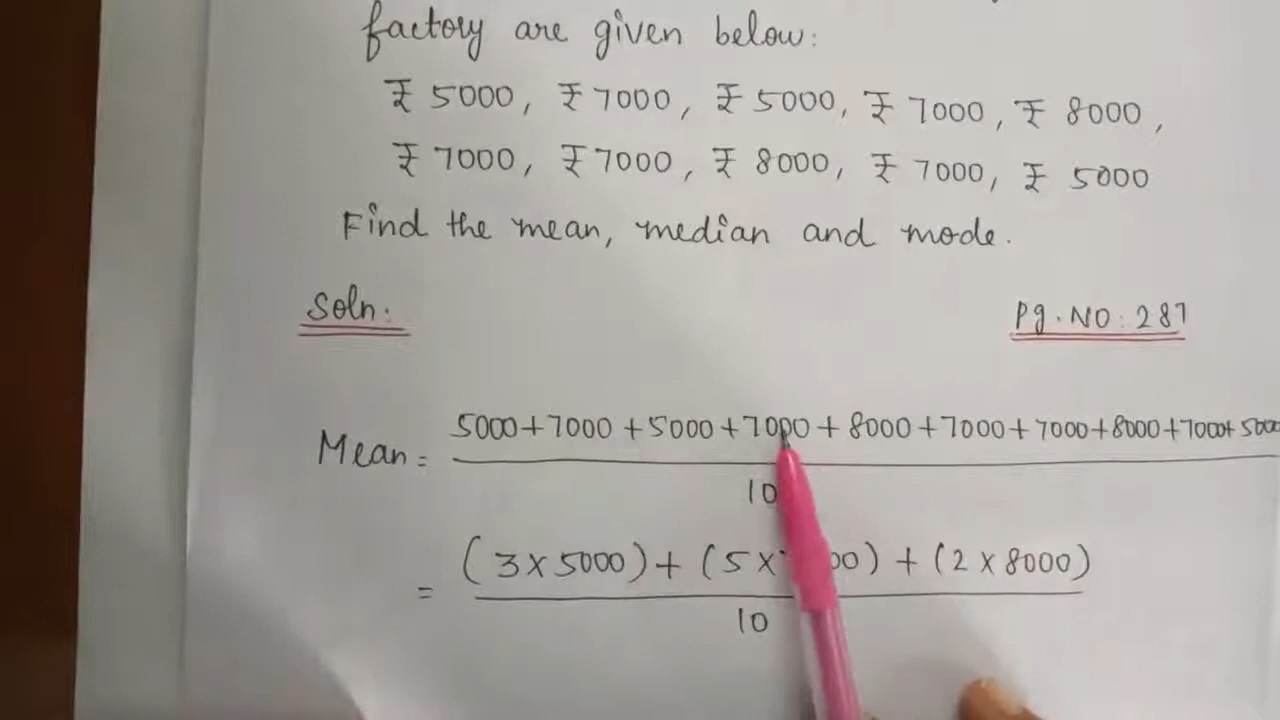 factory are given below:
₹ 5000, ₹ 7000, ₹ 5000, ₹ 7000, ₹ 8000,
₹ 7000, ₹ 7000, ₹ 8000, ₹ 7000, ₹ 5000
Find the mean, median and mode.
Soln:
Pg. No: 287
5000+7000+5000+7000+8000+7000+7000+8000+7000+5000
Mean =
10
(3×5000)+(5× )+(2×8000)
=
10